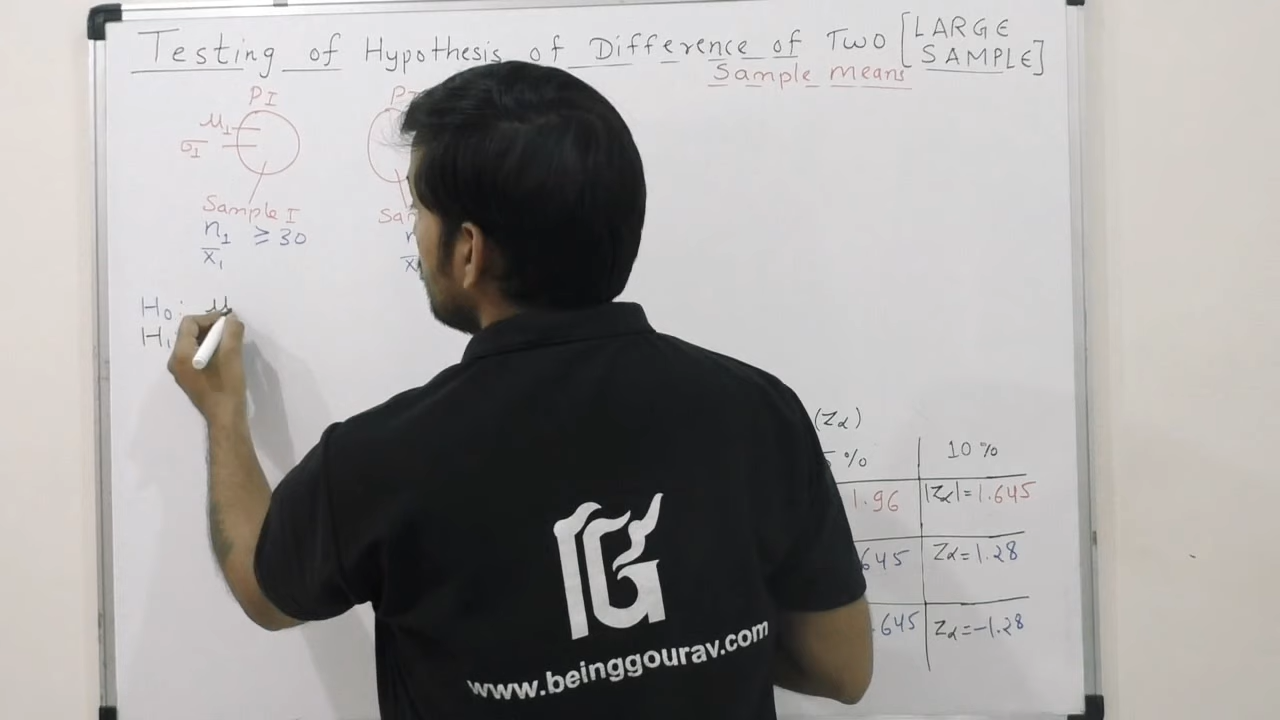 Testing of Hypothesis of Difference of Two [LARGE SAMPLE]
Sample means
PI
μ1
σ1
Sample I
n1 ≥ 30
x̄1
H0: μ
H1
(Zα)
% 10%
1.96 |Zα| = 1.645
645 Zα = 1.28
.645 Zα = -1.28
www.beinggourav.com